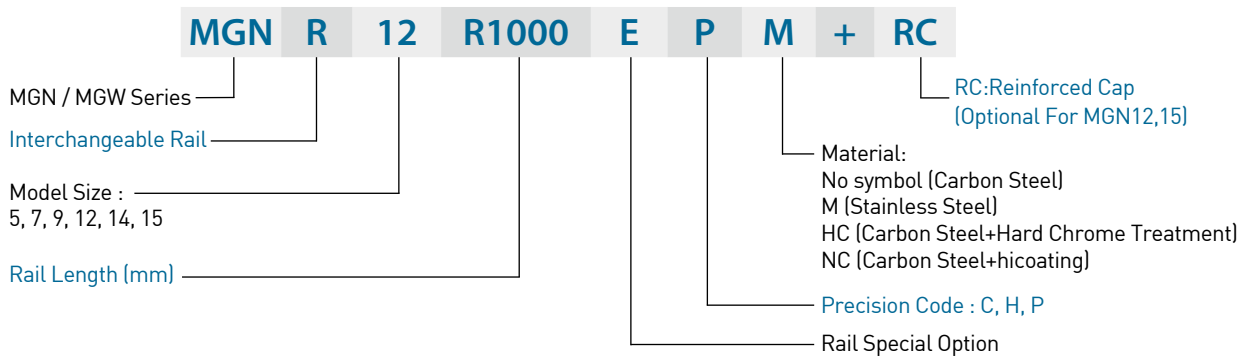 MGN R 12 R1000 E P M + RC
MGN / MGW Series
Interchangeable Rail
Model Size :
5, 7, 9, 12, 14, 15
Rail Length (mm)
RC:Reinforced Cap
(Optional For MGN12,15)
Material:
No symbol (Carbon Steel)
M (Stainless Steel)
HC (Carbon Steel+Hard Chrome Treatment)
NC (Carbon Steel+hicoating)
Precision Code : C, H, P
Rail Special Option